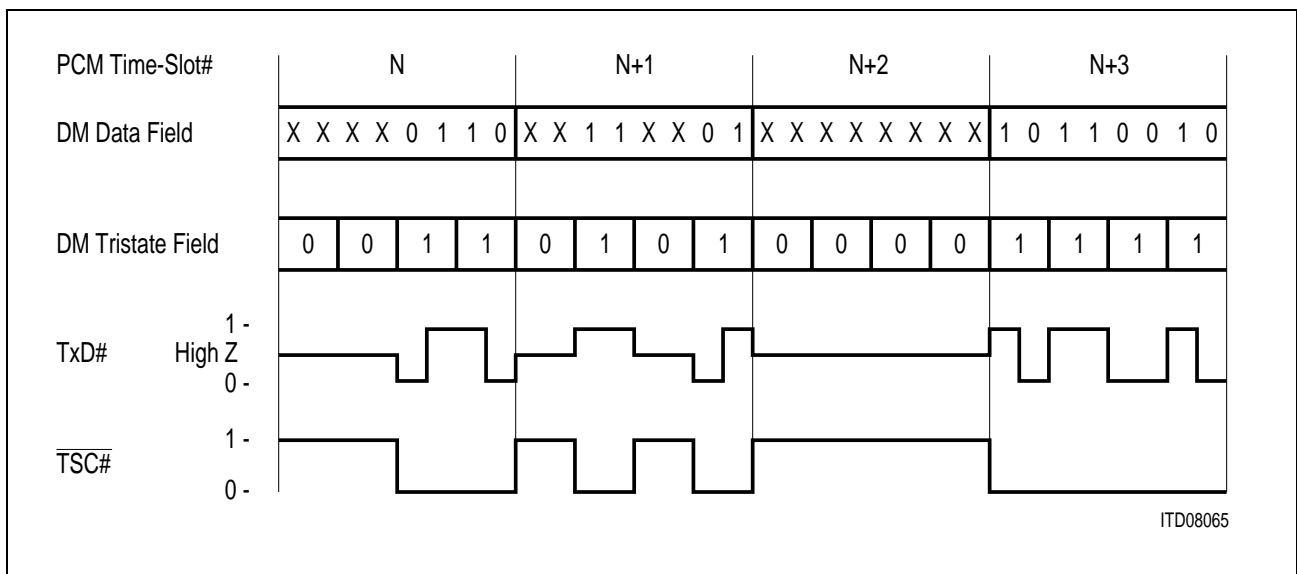 PCM Time-Slot# N N+1 N+2 N+3
DM Data Field X X X X 0 1 1 0 X X 1 1 X X 0 1 X X X X X X X X 1 0 1 1 0 0 1 0
DM Tristate Field 0 0 1 1 0 1 0 1 0 0 0 0 1 1 1 1
1 -
TxD# High Z
0 -
1 -
TSC#
0 -
ITD08065